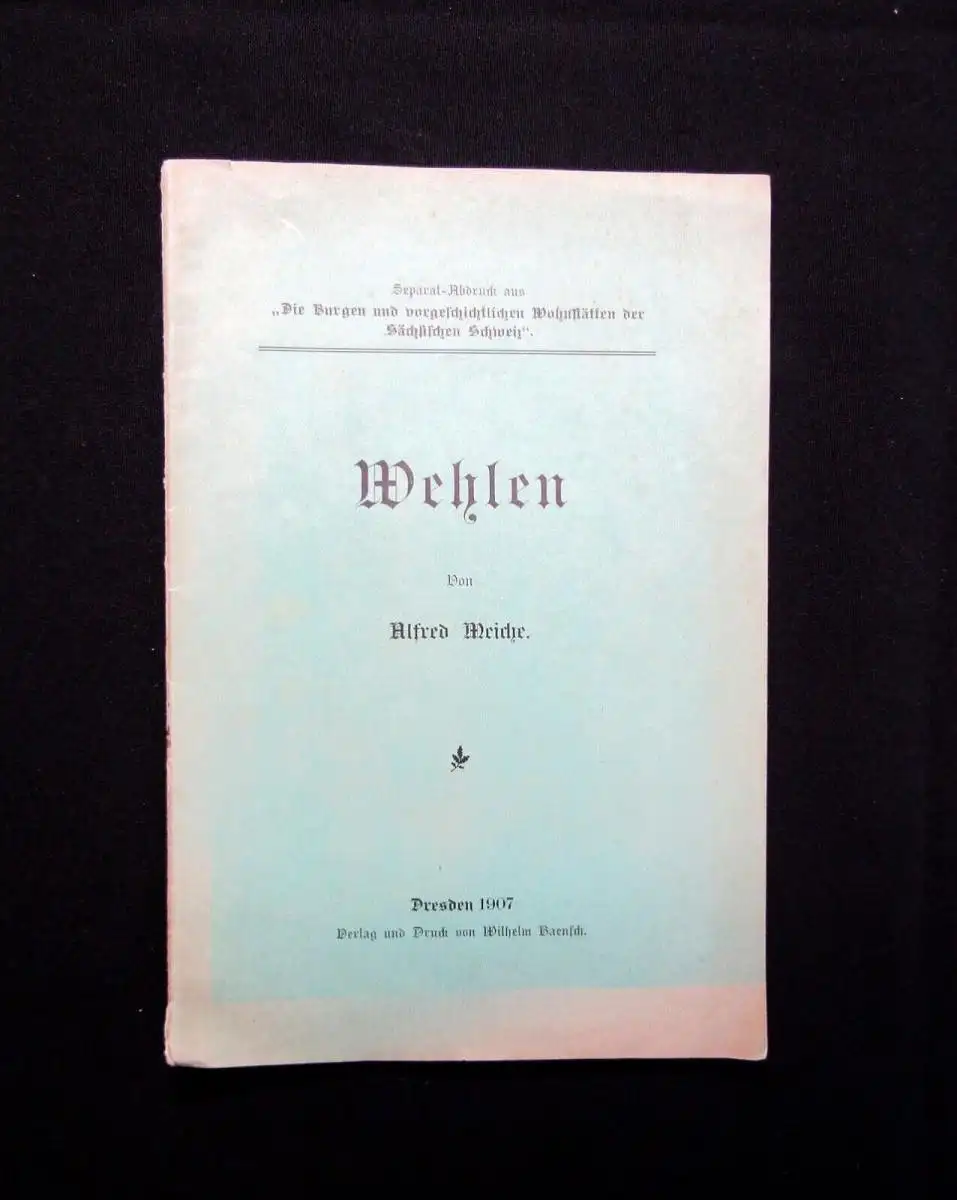 Separat-Abdruck aus
„Die Burgen und vorgeschichtlichen Wohnstätten der
Sächsischen Schweiz“.
Wehlen
Von
Alfred Meiche.
Dresden 1907
Verlag und Druck von Wilhelm Baensch.